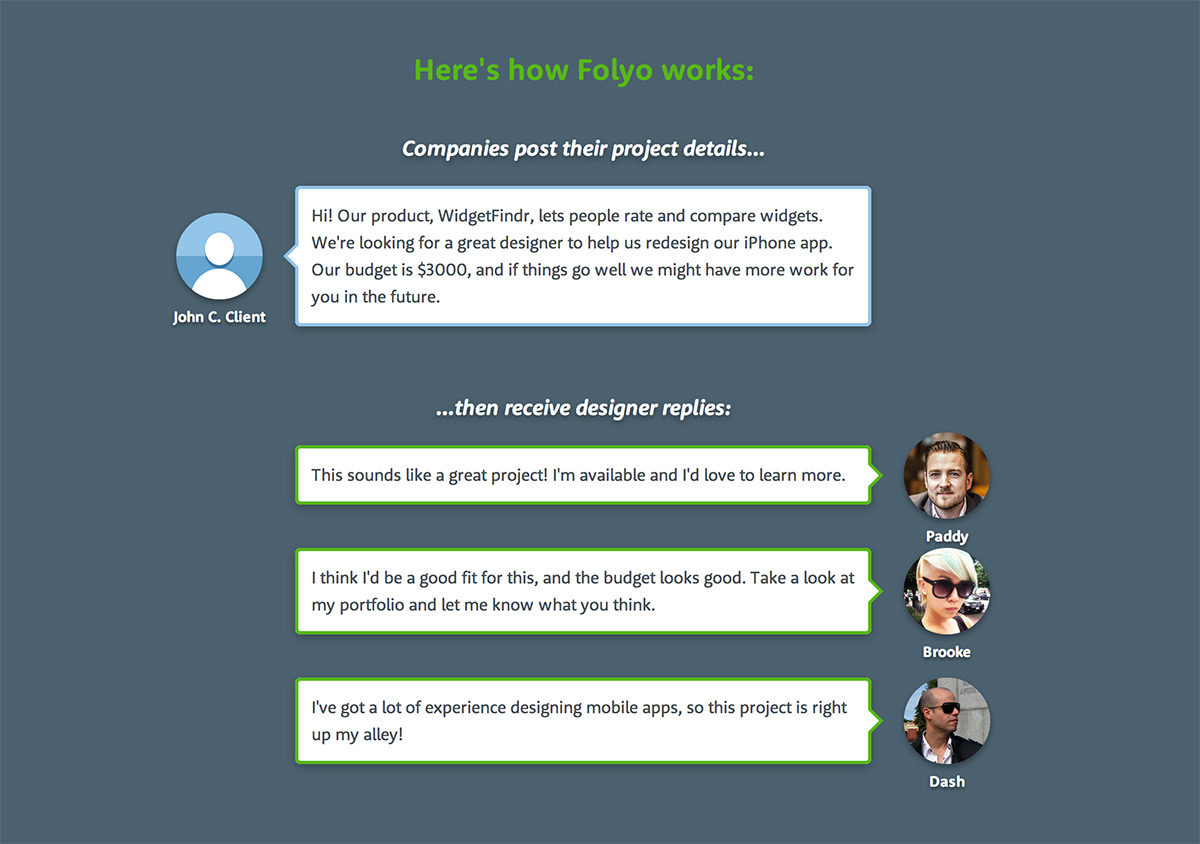 Here's how Folyo works:
Companies post their project details...
Hi! Our product, WidgetFindr, lets people rate and compare widgets.
We're looking for a great designer to help us redesign our iPhone app.
Our budget is $3000, and if things go well we might have more work for
you in the future.
John C. Client
...then receive designer replies:
This sounds like a great project! I'm available and I'd love to learn more.
Paddy
I think I'd be a good fit for this, and the budget looks good. Take a look at
my portfolio and let me know what you think.
Brooke
I've got a lot of experience designing mobile apps, so this project is right
up my alley!
Dash